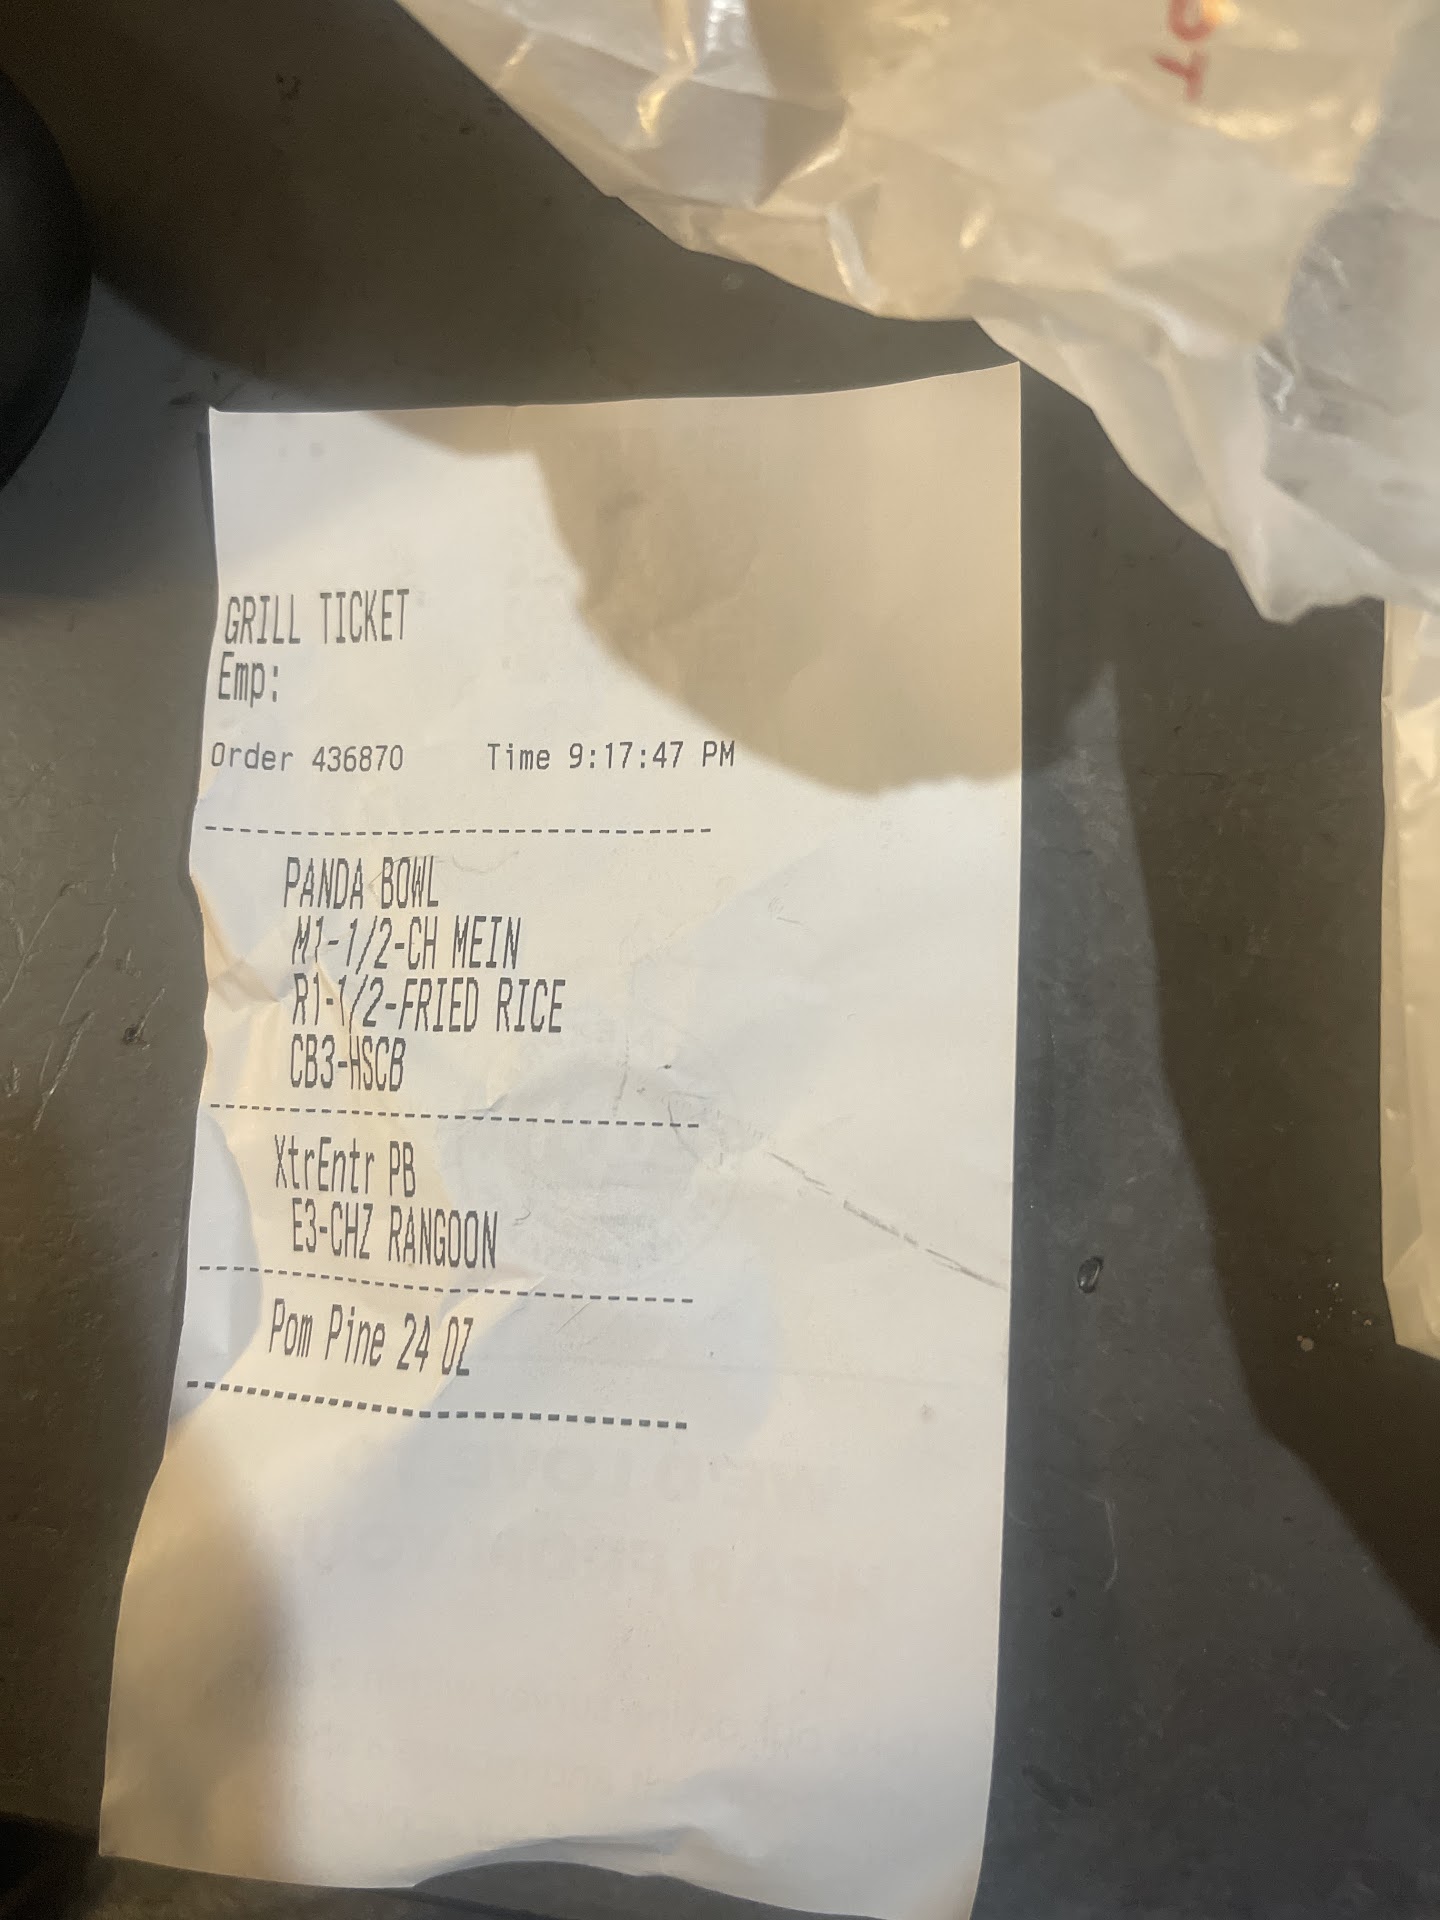 GRILL TICKET
Emp:
Order 436870 Time 9:17:47 PM
PANDA BOWL
M1-1/2-CH MEIN
R1-1/2-FRIED RICE
CB3-HSCB
XtrEntr PB
E3-CHZ RANGOON
Pom Pine 24 OZ